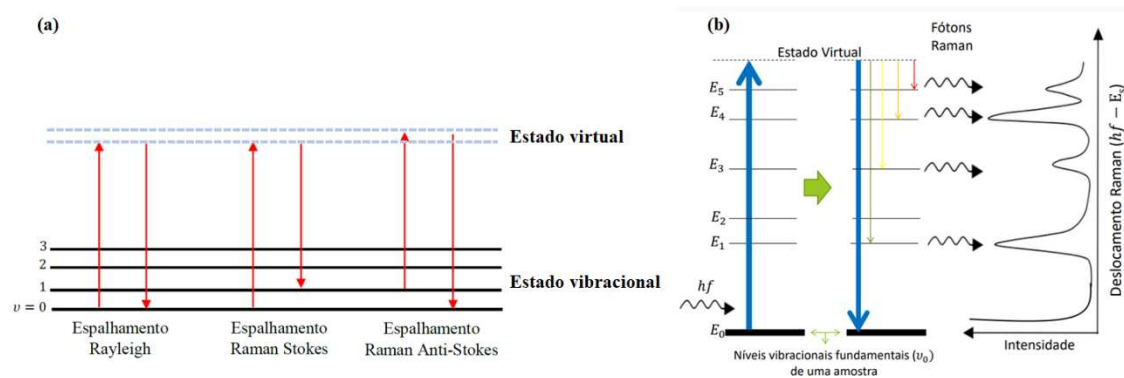 (a)
Estado virtual
3
2
1
υ = 0
Estado vibracional
Espalhamento
Rayleigh
Espalhamento
Raman Stokes
Espalhamento
Raman Anti-Stokes
(b)
Estado Virtual
Fótons
Raman
E₅
E₄
E₃
E₂
E₁
hf
E₀
Níveis vibracionais fundamentais (υ₀)
de uma amostra
Intensidade
Deslocamento Raman (hf − Eₛ)